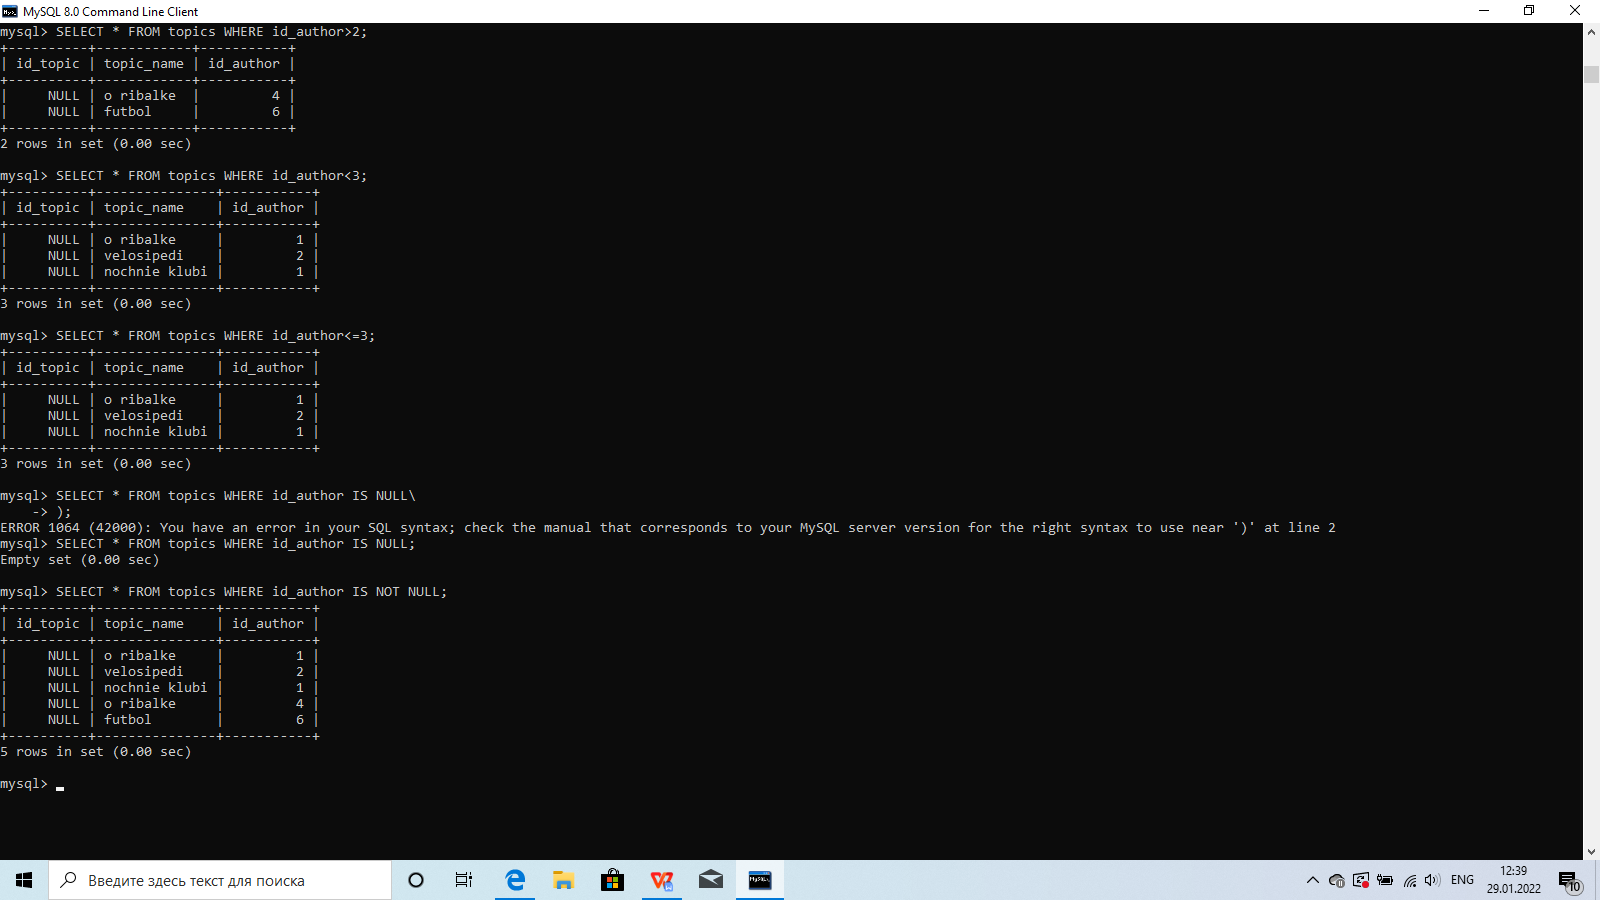 MySQL 8.0 Command Line Client
mysql> SELECT * FROM topics WHERE id_author>2;
+----------+------------+-----------+
| id_topic | topic_name | id_author |
+----------+------------+-----------+
|     NULL | o ribalke  |         4 |
|     NULL | futbol     |         6 |
+----------+------------+-----------+
2 rows in set (0.00 sec)
mysql> SELECT * FROM topics WHERE id_author<3;
+----------+---------------+-----------+
| id_topic | topic_name    | id_author |
+----------+---------------+-----------+
|     NULL | o ribalke     |         1 |
|     NULL | velosipedi    |         2 |
|     NULL | nochnie klubi |         1 |
+----------+---------------+-----------+
3 rows in set (0.00 sec)
mysql> SELECT * FROM topics WHERE id_author<=3;
+----------+---------------+-----------+
| id_topic | topic_name    | id_author |
+----------+---------------+-----------+
|     NULL | o ribalke     |         1 |
|     NULL | velosipedi    |         2 |
|     NULL | nochnie klubi |         1 |
+----------+---------------+-----------+
3 rows in set (0.00 sec)
mysql> SELECT * FROM topics WHERE id_author IS NULL\
    -> );
ERROR 1064 (42000): You have an error in your SQL syntax; check the manual that corresponds to your MySQL server version for the right syntax to use near ')' at line 2
mysql> SELECT * FROM topics WHERE id_author IS NULL;
Empty set (0.00 sec)
mysql> SELECT * FROM topics WHERE id_author IS NOT NULL;
+----------+---------------+-----------+
| id_topic | topic_name    | id_author |
+----------+---------------+-----------+
|     NULL | o ribalke     |         1 |
|     NULL | velosipedi    |         2 |
|     NULL | nochnie klubi |         1 |
|     NULL | o ribalke     |         4 |
|     NULL | futbol        |         6 |
+----------+---------------+-----------+
5 rows in set (0.00 sec)
mysql>
Введите здесь текст для поиска
ENG
12:39
29.01.2022
10